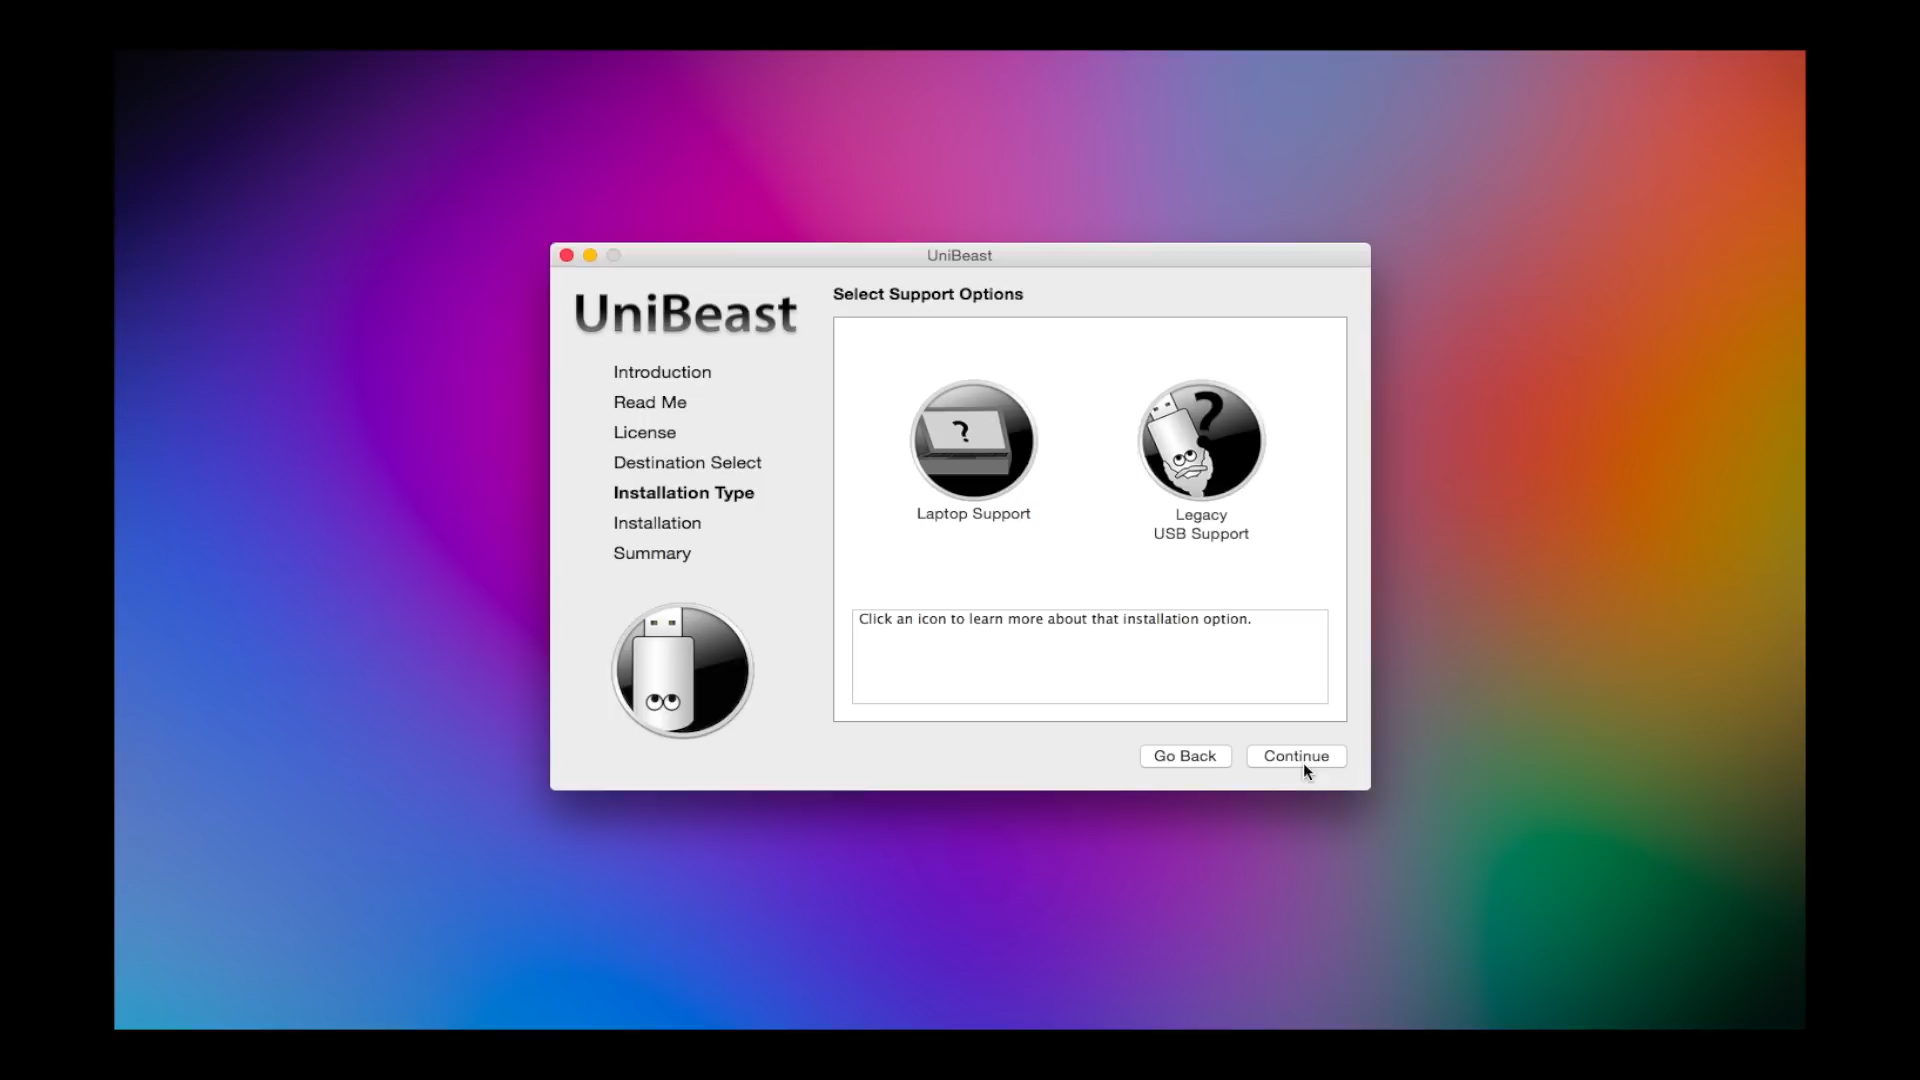 UniBeast
UniBeast
Introduction
Read Me
License
Destination Select
Installation Type
Installation
Summary
Select Support Options
?
Laptop Support
?
Legacy
USB Support
Click an icon to learn more about that installation option.
Go Back
Continue